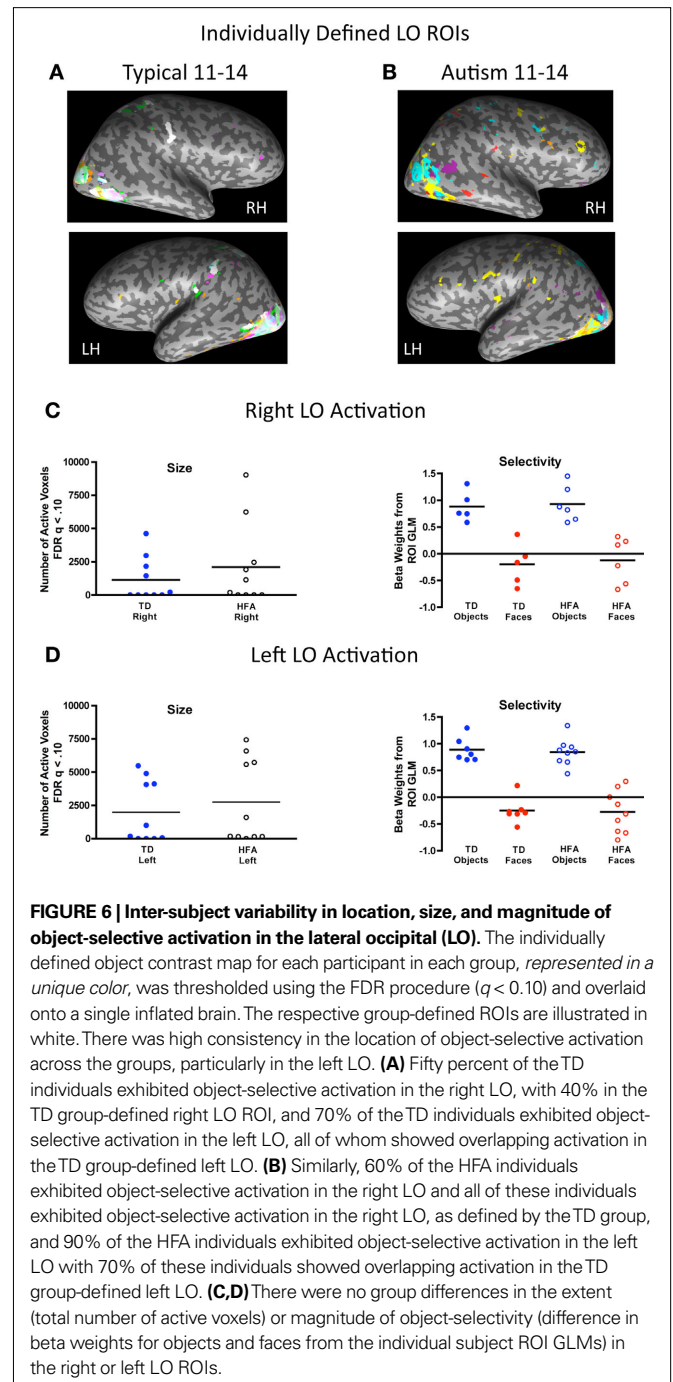 Individually Defined LO ROIs
A Typical 11-14
B Autism 11-14
RH
RH
LH
LH
C Right LO Activation
Size
Number of Active Voxels
FDR q < .10
10000
7500
5000
2500
0
TD
Right
HFA
Right
Selectivity
Beta Weights from
ROI GLM
1.5
1.0
0.5
0.0
-0.5
-1.0
TD
Objects
TD
Faces
HFA
Objects
HFA
Faces
D Left LO Activation
Size
Number of Active Voxels
FDR q < .10
10000
7500
5000
2500
0
TD
Left
HFA
Left
Selectivity
Beta Weights from
ROI GLM
1.5
1.0
0.5
0.0
-0.5
-1.0
TD
Objects
TD
Faces
HFA
Objects
HFA
Faces
FIGURE 6 | Inter-subject variability in location, size, and magnitude of
object-selective activation in the lateral occipital (LO). The individually
defined object contrast map for each participant in each group, represented in a
unique color, was thresholded using the FDR procedure (q < 0.10) and overlaid
onto a single inflated brain. The respective group-defined ROIs are illustrated in
white. There was high consistency in the location of object-selective activation
across the groups, particularly in the left LO. (A) Fifty percent of the TD
individuals exhibited object-selective activation in the right LO, with 40% in the
TD group-defined right LO ROI, and 70% of the TD individuals exhibited object-
selective activation in the left LO, all of whom showed overlapping activation in
the TD group-defined left LO. (B) Similarly, 60% of the HFA individuals
exhibited object-selective activation in the right LO and all of these individuals
exhibited object-selective activation in the right LO, as defined by the TD group,
and 90% of the HFA individuals exhibited object-selective activation in the left
LO with 70% of these individuals showed overlapping activation in the TD
group-defined left LO. (C,D) There were no group differences in the extent
(total number of active voxels) or magnitude of object-selectivity (difference in
beta weights for objects and faces from the individual subject ROI GLMs) in
the right or left LO ROIs.